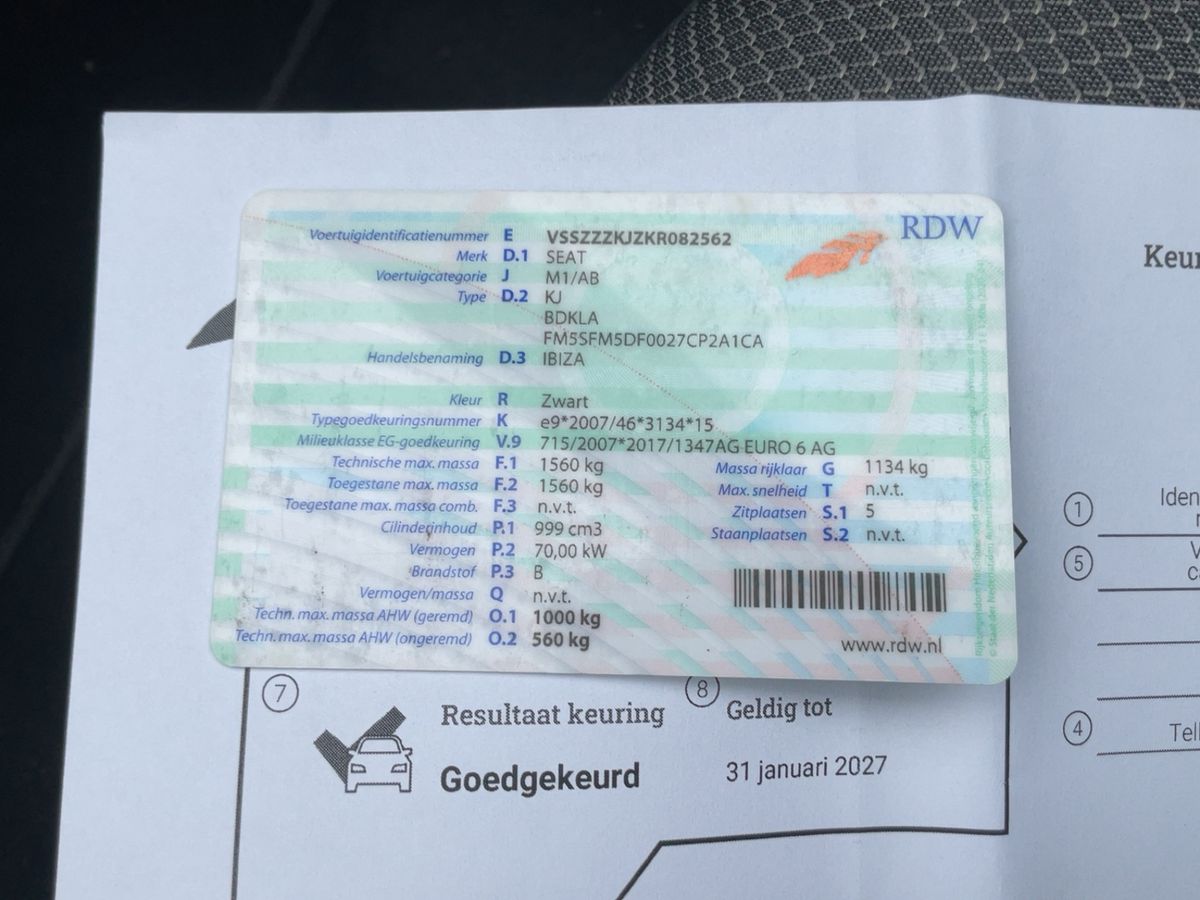 RDW
Voertuigidentificatienummer E VSSZZZKJZKR082562
Merk D.1 SEAT
Voertuigcategorie J M1/AB
Type D.2 KJ
BDKLA
FM5SFM5DF0027CP2A1CA
Handelsbenaming D.3 IBIZA
Kleur R Zwart
Typegoedkeuringsnummer K e9*2007/46*3134*15
Milieuklasse EG-goedkeuring V.9 715/2007*2017/1347AG EURO 6 AG
Technische max. massa F.1 1560 kg Massa rijklaar G 1134 kg
Toegestane max. massa F.2 1560 kg Max. snelheid T n.v.t.
Toegestane max. massa comb. F.3 n.v.t. Zitplaatsen S.1 5
Cilinderinhoud P.1 999 cm3 Staanplaatsen S.2 n.v.t.
Vermogen P.2 70,00 kW
Brandstof P.3 B
Vermogen/massa Q n.v.t.
Techn. max. massa AHW (geremd) O.1 1000 kg
Techn. max. massa AHW (ongeremd) O.2 560 kg
www.rdw.nl
7 Resultaat keuring 8 Geldig tot
Goedgekeurd 31 januari 2027
Keur
1 Iden
5
4 Tel